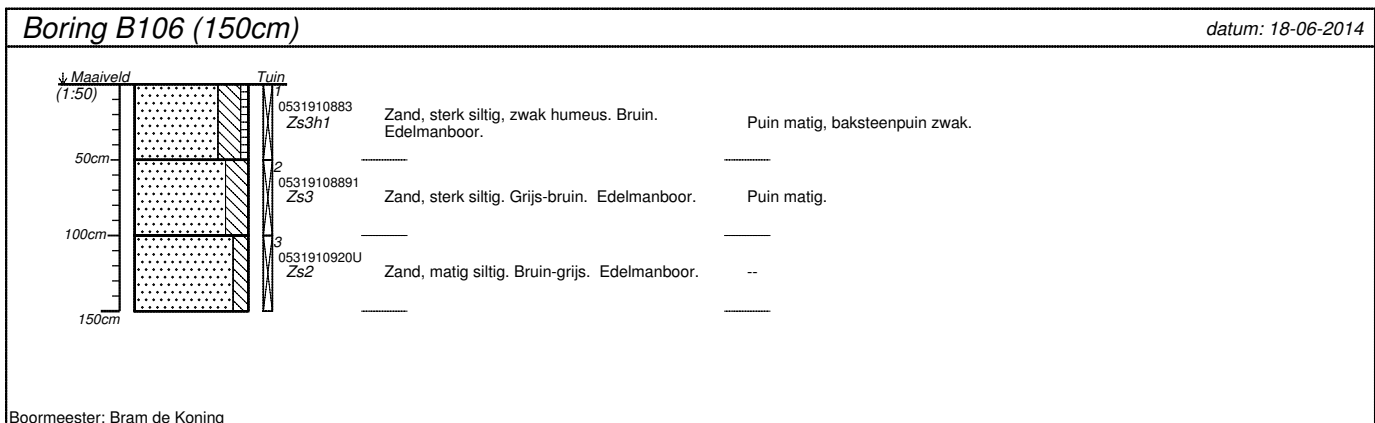 Boring B106 (150cm)
datum: 18-06-2014
Maaiveld
Tuin
(1:50)
1
0531910883
Zs3h1
Zand, sterk siltig, zwak humeus. Bruin.
Edelmanboor.
Puin matig, baksteenpuin zwak.
50cm
2
05319108891
Zs3
Zand, sterk siltig. Grijs-bruin. Edelmanboor.
Puin matig.
100cm
3
0531910920U
Zs2
Zand, matig siltig. Bruin-grijs. Edelmanboor.
--
150cm
Boormeester: Bram de Koning